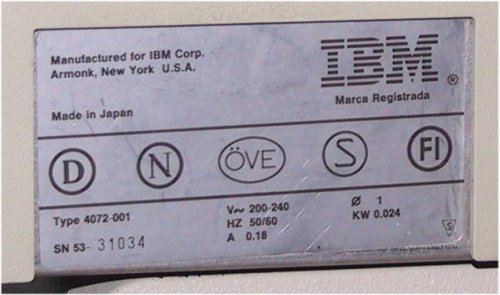 Manufactured for IBM Corp.
Armonk, New York U.S.A.
IBM ®
Marca Registrada
Made in Japan
D N ÖVE S FI
Type 4072-001
SN 53- 31034
V~ 200-240
HZ 50/60
A 0.18
Ø 1
KW 0.024
S